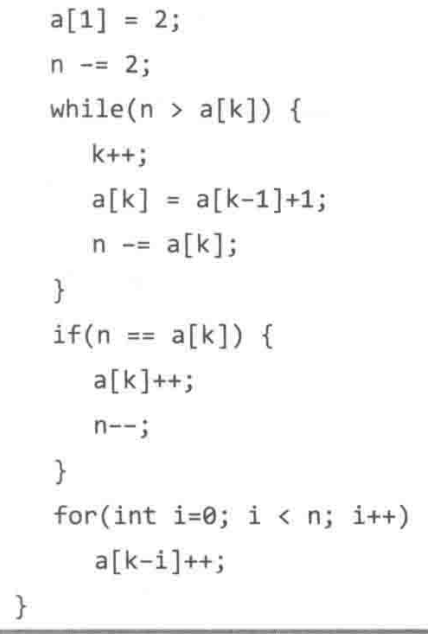 a[1] = 2;
n -= 2;
while(n > a[k]) {
k++;
a[k] = a[k-1]+1;
n -= a[k];
}
if(n == a[k]) {
a[k]++;
n--;
}
for(int i=0; i < n; i++)
a[k-i]++;
}